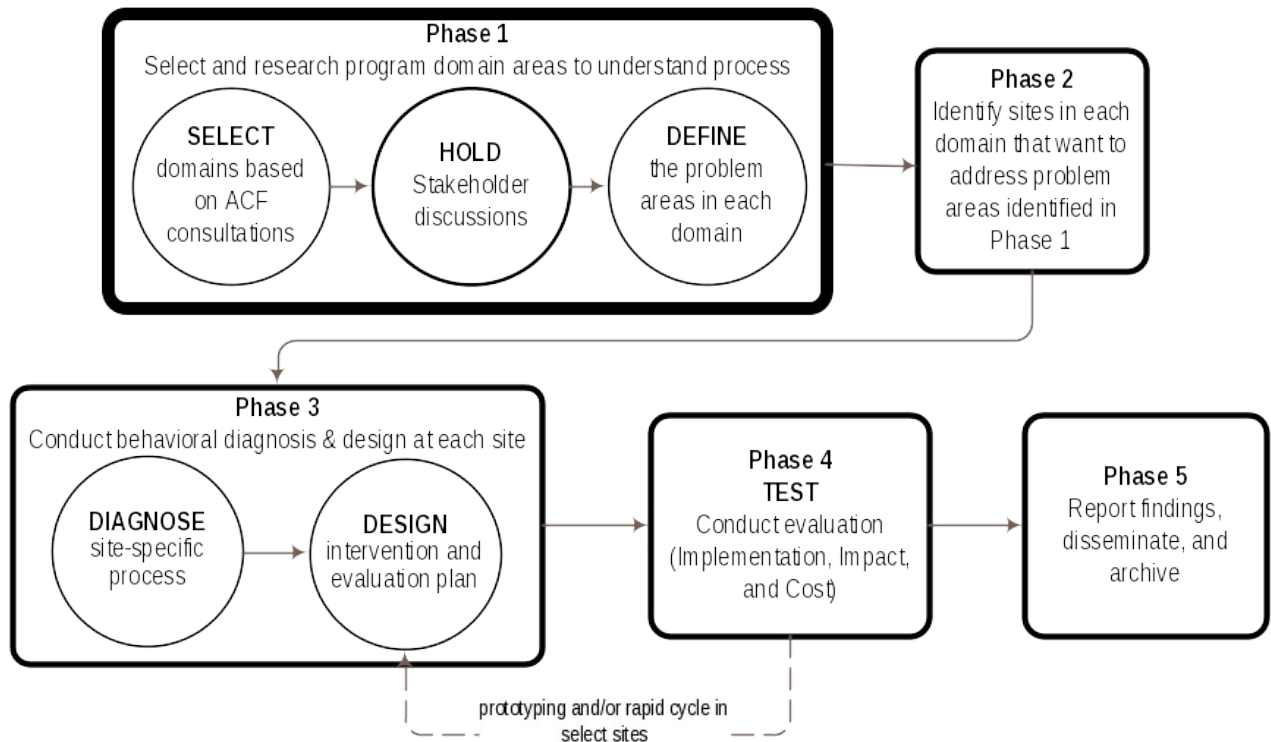 Phase 1
Select and research program domain areas to understand process
SELECT
domains based
on ACF
consultations
HOLD
Stakeholder
discussions
DEFINE
the problem
areas in each
domain
Phase 2
Identify sites in each
domain that want to
address problem
areas identified in
Phase 1
Phase 3
Conduct behavioral diagnosis & design at each site
DIAGNOSE
site-specific
process
DESIGN
intervention and
evaluation plan
Phase 4
TEST
Conduct evaluation
(Implementation, Impact,
and Cost)
Phase 5
Report findings,
disseminate, and
archive
prototyping and/or rapid cycle in
select sites